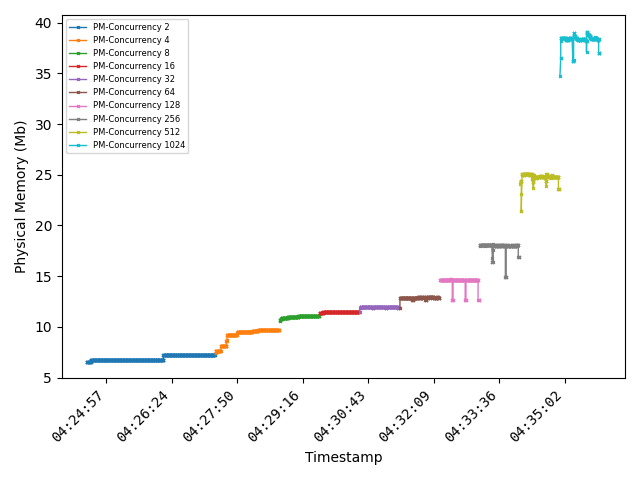 40
35
30
25
20
15
10
5
Physical Memory (Mb)
PM-Concurrency 2
PM-Concurrency 4
PM-Concurrency 8
PM-Concurrency 16
PM-Concurrency 32
PM-Concurrency 64
PM-Concurrency 128
PM-Concurrency 256
PM-Concurrency 512
PM-Concurrency 1024
04:24:57
04:26:24
04:27:50
04:29:16
04:30:43
04:32:09
04:33:36
04:35:02
Timestamp